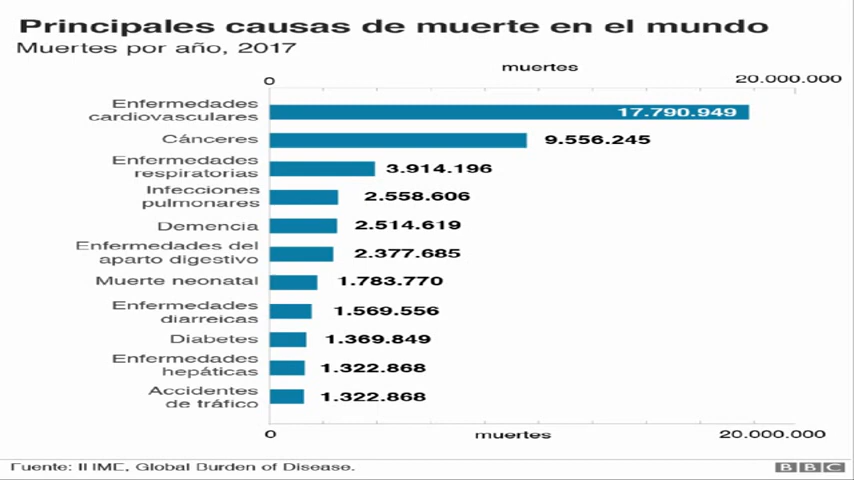 Principales causas de muerte en el mundo
Muertes por año, 2017
muertes
0
20.000.000
Enfermedades
cardiovasculares
17.790.949
Cánceres
9.556.245
Enfermedades
respiratorias
3.914.196
Infecciones
pulmonares
2.558.606
Demencia
2.514.619
Enfermedades del
aparto digestivo
2.377.685
Muerte neonatal
1.783.770
Enfermedades
diarreicas
1.569.556
Diabetes
1.369.849
Enfermedades
hepáticas
1.322.868
Accidentes
de tráfico
1.322.868
0
muertes
20.000.000
Fuente: IHME, Global Burden of Disease.
BBC